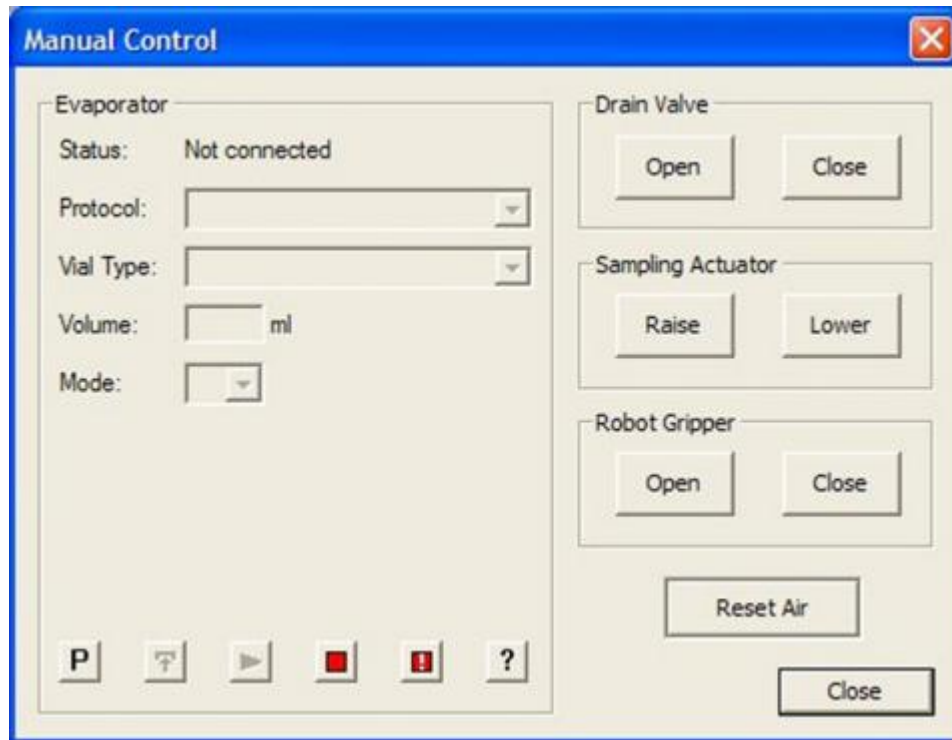 Manual Control
Evaporator
Status: Not connected
Protocol:
Vial Type:
Volume: ml
Mode:
P
!
?
Drain Valve
Open Close
Sampling Actuator
Raise Lower
Robot Gripper
Open Close
Reset Air
Close